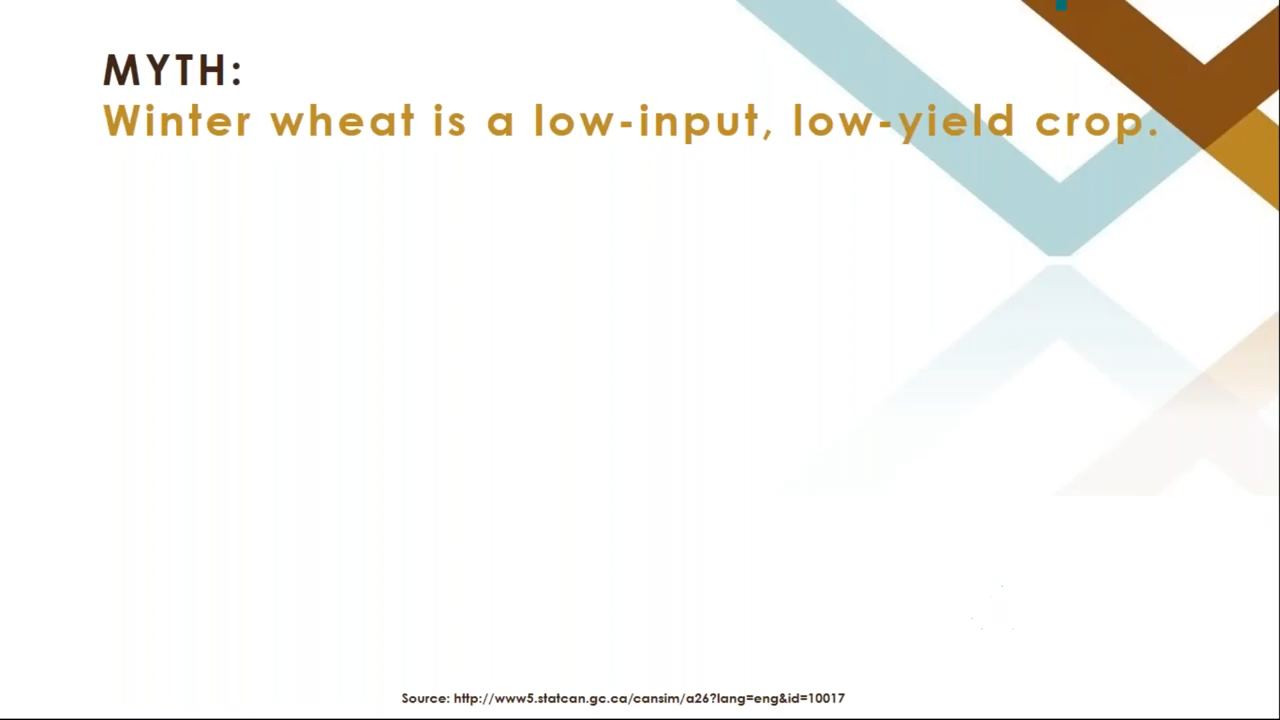 MYTH:
Winter wheat is a low-input, low-yield crop.
Source: http://www5.statcan.gc.ca/cansim/a26?lang=eng&id=10017